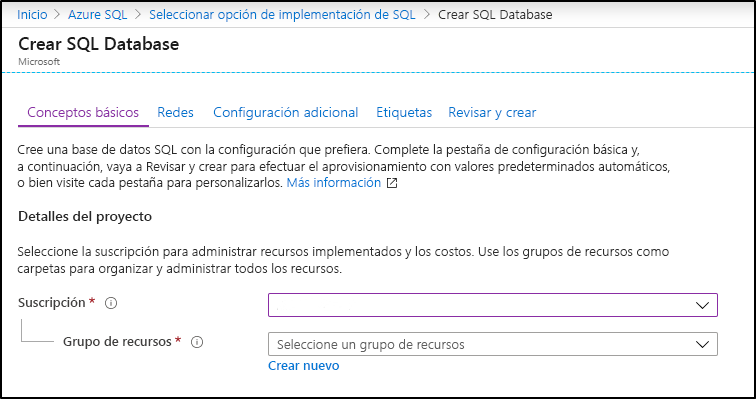 Inicio > Azure SQL > Seleccionar opción de implementación de SQL > Crear SQL Database
Crear SQL Database
Microsoft
Conceptos básicos Redes Configuración adicional Etiquetas Revisar y crear
Cree una base de datos SQL con la configuración que prefiera. Complete la pestaña de configuración básica y,
a continuación, vaya a Revisar y crear para efectuar el aprovisionamiento con valores predeterminados automáticos,
o bien visite cada pestaña para personalizarlos. Más información
Detalles del proyecto
Seleccione la suscripción para administrar recursos implementados y los costos. Use los grupos de recursos como
carpetas para organizar y administrar todos los recursos.
Suscripción *
Grupo de recursos * Seleccione un grupo de recursos
Crear nuevo